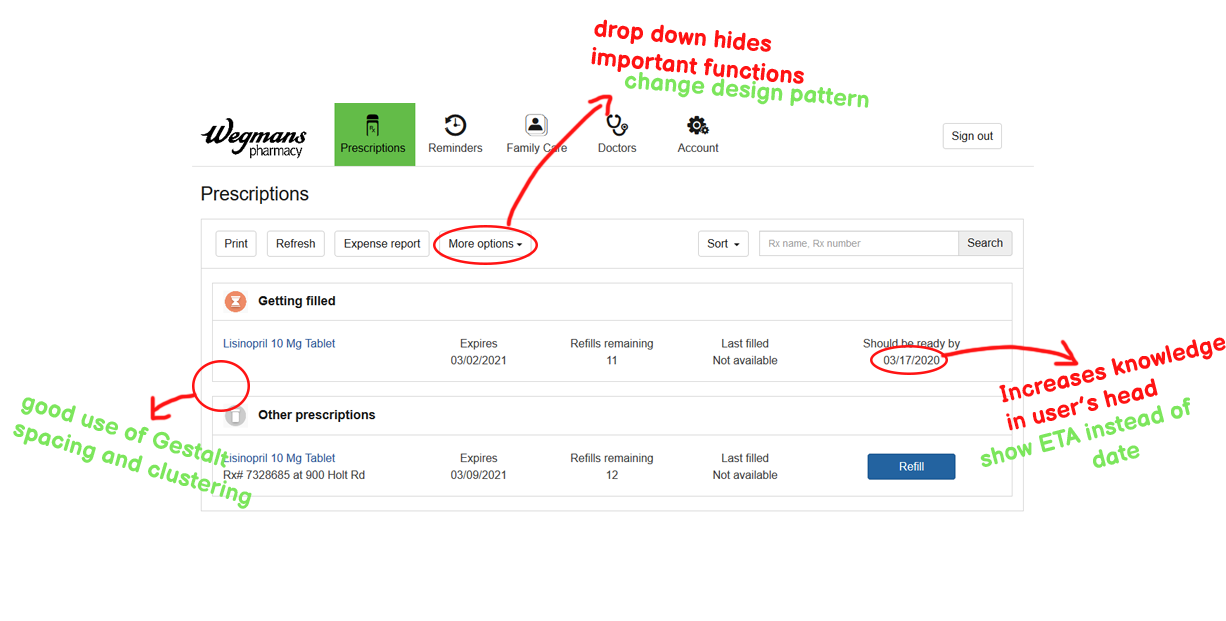 drop down hides
important functions
change design pattern
Wegmans
pharmacy
Prescriptions
Reminders
Family Care
Doctors
Account
Sign out
Prescriptions
Print
Refresh
Expense report
More options
Sort
Rx name, Rx number
Search
Getting filled
Lisinopril 10 Mg Tablet
Expires
03/02/2021
Refills remaining
11
Last filled
Not available
Should be ready by
03/17/2020
Increases knowledge
in user's head
show ETA instead of
date
good use of Gestalt
spacing and clustering
Other prescriptions
Lisinopril 10 Mg Tablet
Rx# 7328685 at 900 Holt Rd
Expires
03/09/2021
Refills remaining
12
Last filled
Not available
Refill